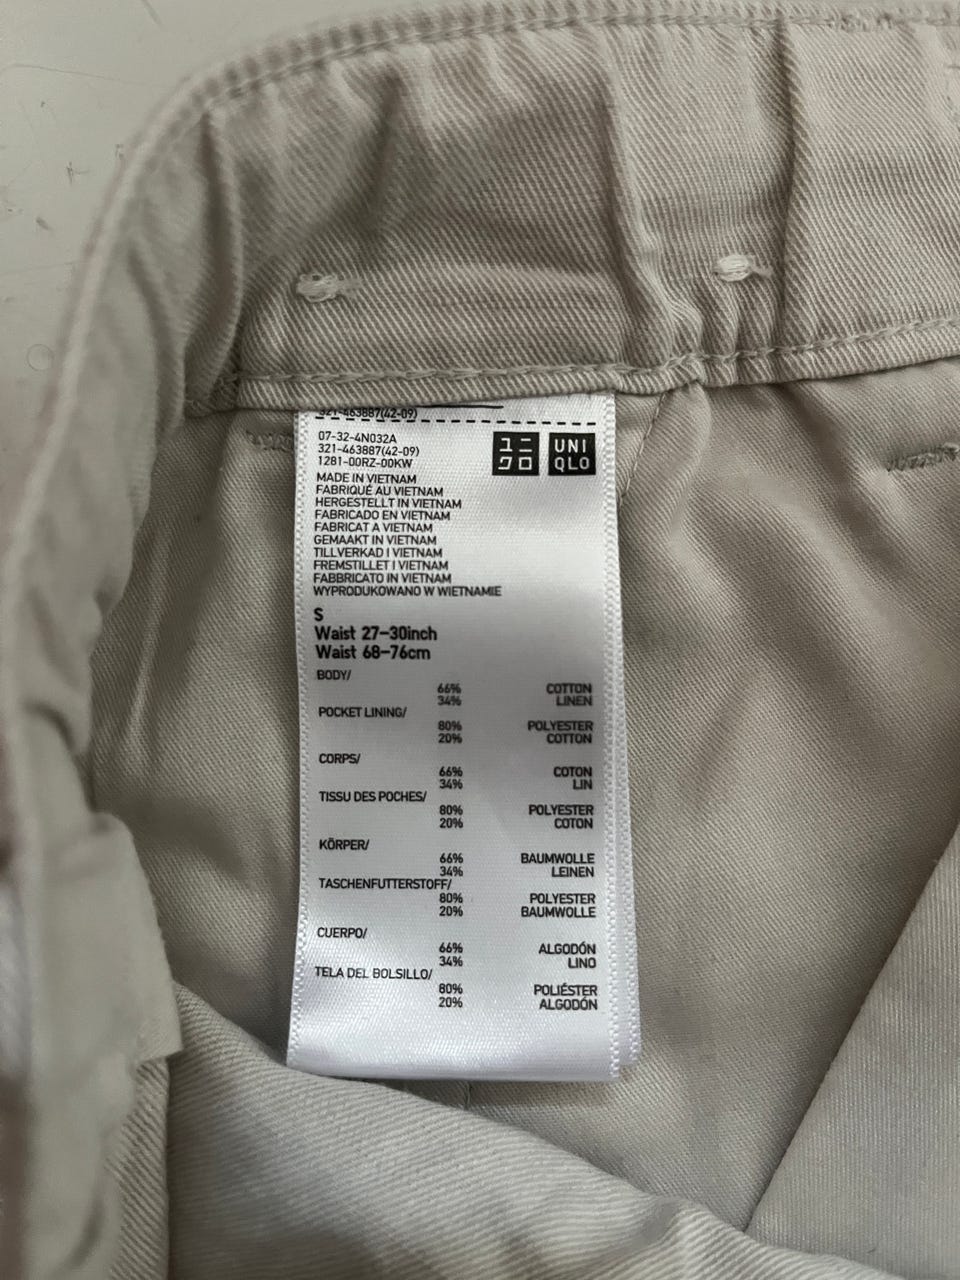 321-463887(42-09)
07-32-4N032A
321-463887(42-09)
1281-00RZ-00KW
ユニ
クロ
UNI
QLO
MADE IN VIETNAM
FABRIQUÉ AU VIETNAM
HERGESTELLT IN VIETNAM
FABRICADO EN VIETNAM
FABRICAT A VIETNAM
GEMAAKT IN VIETNAM
TILLVERKAD I VIETNAM
FREMSTILLET I VIETNAM
FABBRICATO IN VIETNAM
WYPRODUKOWANO W WIETNAMIE
S
Waist 27-30inch
Waist 68-76cm
BODY/
66% COTTON
34% LINEN
POCKET LINING/
80% POLYESTER
20% COTTON
CORPS/
66% COTON
34% LIN
TISSU DES POCHES/
80% POLYESTER
20% COTON
KÖRPER/
66% BAUMWOLLE
34% LEINEN
TASCHENFUTTERSTOFF/
80% POLYESTER
20% BAUMWOLLE
CUERPO/
66% ALGODÓN
34% LINO
TELA DEL BOLSILLO/
80% POLIÉSTER
20% ALGODÓN